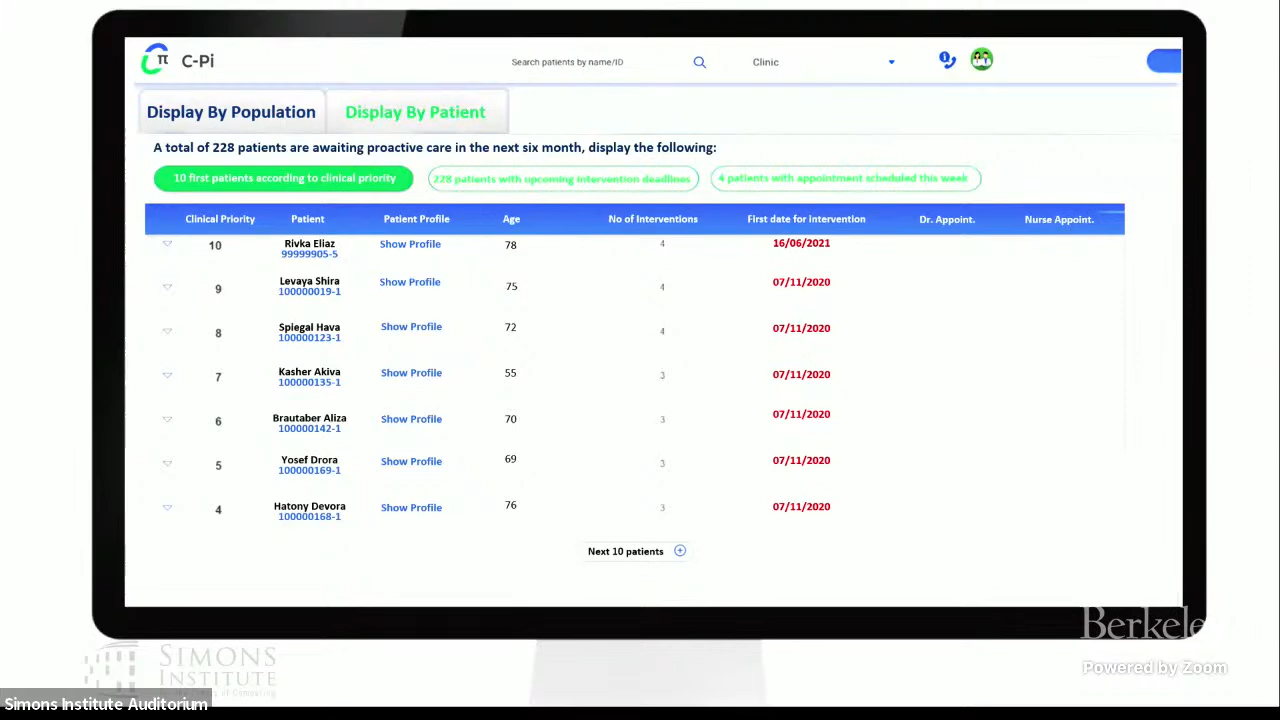 π C-Pi
Search patients by name/ID
Clinic
1
Display By Population
Display By Patient
A total of 228 patients are awaiting proactive care in the next six month, display the following:
10 first patients according to clinical priority
228 patients with upcoming intervention deadlines
4 patients with appointment scheduled this week
Clinical Priority Patient Patient Profile Age No of Interventions First date for intervention Dr. Appoint. Nurse Appoint.
10 Rivka Eliaz Show Profile 78 4 16/06/2021
99999905-5
9 Levaya Shira Show Profile 75 4 07/11/2020
100000019-1
8 Spiegal Hava Show Profile 72 4 07/11/2020
100000123-1
7 Kasher Akiva Show Profile 55 3 07/11/2020
100000135-1
6 Brautaber Aliza Show Profile 70 3 07/11/2020
100000142-1
5 Yosef Drora Show Profile 69 3 07/11/2020
100000169-1
4 Hatony Devora Show Profile 76 3 07/11/2020
100000168-1
Next 10 patients
Berkeley
Powered by Zoom
SIMONS
INSTITUTE
Simons Institute Auditorium